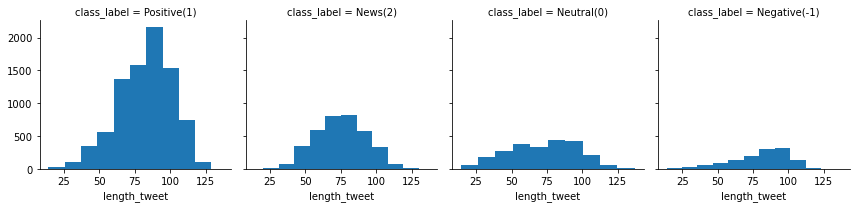 class_label = Positive(1) class_label = News(2) class_label = Neutral(0) class_label = Negative(-1)
2000
1500
1000
500
0
25 50 75 100 125 25 50 75 100 125 25 50 75 100 125 25 50 75 100 125
length_tweet length_tweet length_tweet length_tweet